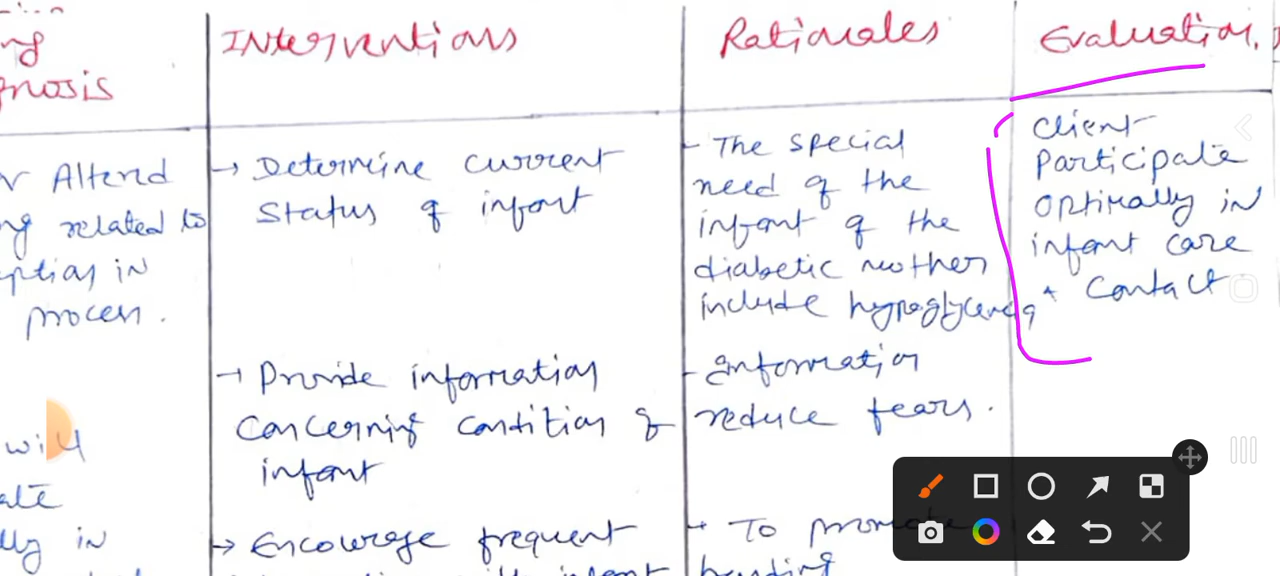 ng
gnosis
Interventions
Rationales
Evaluation,
Altered
ng related to
ption in
process.
will
ate
lly in
→ Determine current
status of infant
→ Provide information
concerning condition of
infant
→ Encourage frequent
with infant
- The special
need of the
infant of the
diabetic mother
include hypoglycemia
- Information
reduce fears.
To promote
bonding
Client
Participate
optimally in
infant care
+ contact